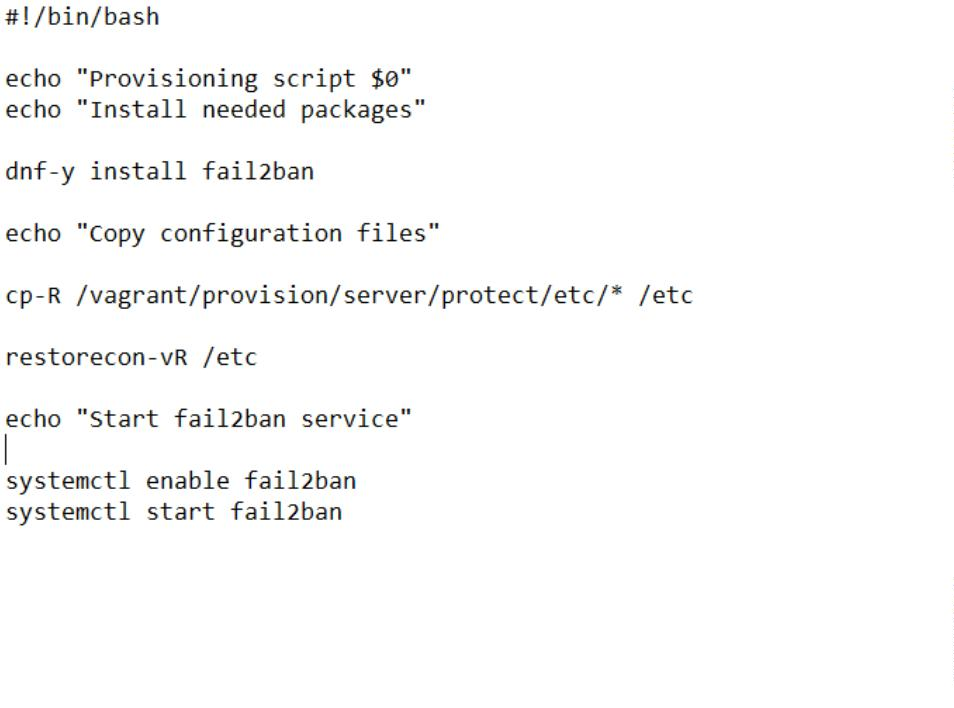 #!/bin/bash
echo "Provisioning script $0"
echo "Install needed packages"
dnf-y install fail2ban
echo "Copy configuration files"
cp-R /vagrant/provision/server/protect/etc/* /etc
restorecon-vR /etc
echo "Start fail2ban service"
systemctl enable fail2ban
systemctl start fail2ban